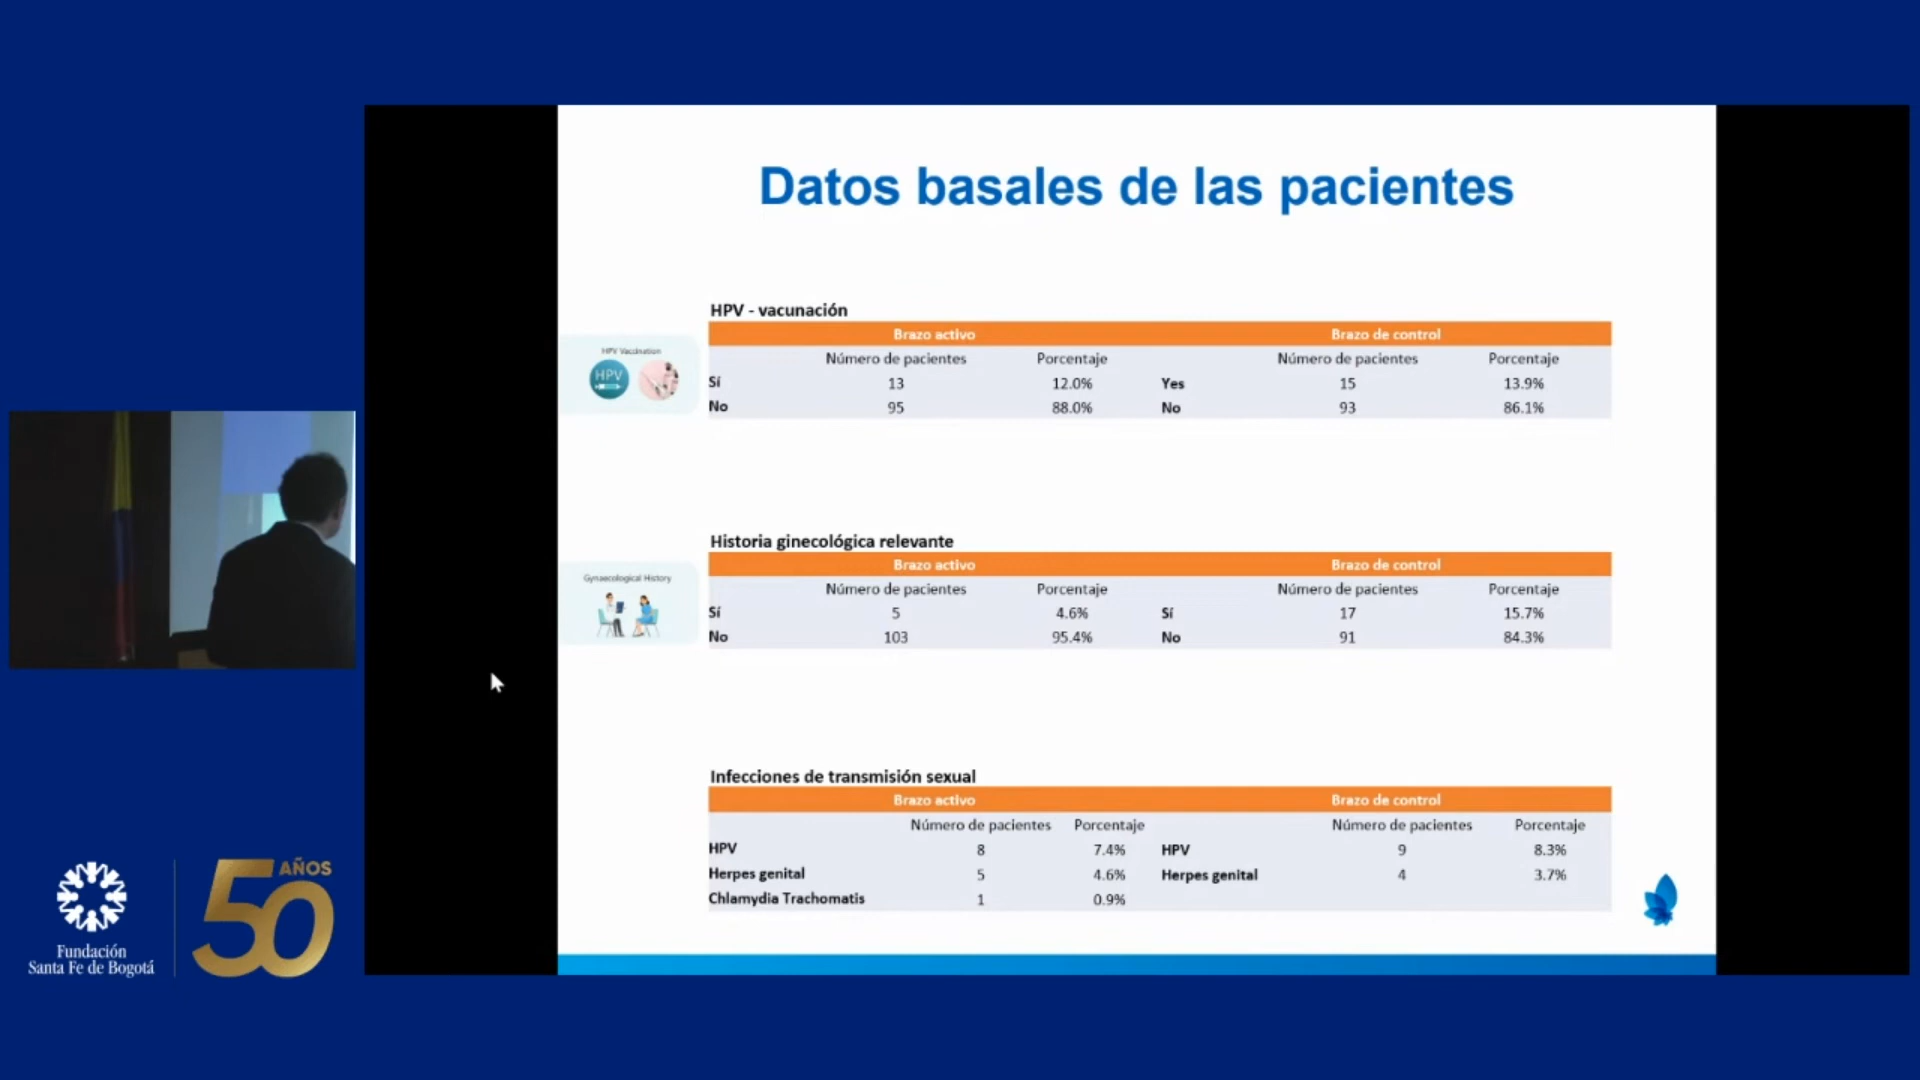 Datos basales de las pacientes
HPV - vacunación
HPV Vaccination
HPV
Brazo activo Brazo de control
Número de pacientes Porcentaje Número de pacientes Porcentaje
Sí 13 12.0% Yes 15 13.9%
No 95 88.0% No 93 86.1%
Historia ginecológica relevante
Gynaecological History
Brazo activo Brazo de control
Número de pacientes Porcentaje Número de pacientes Porcentaje
Sí 5 4.6% Sí 17 15.7%
No 103 95.4% No 91 84.3%
Infecciones de transmisión sexual
Brazo activo Brazo de control
Número de pacientes Porcentaje Número de pacientes Porcentaje
HPV 8 7.4% HPV 9 8.3%
Herpes genital 5 4.6% Herpes genital 4 3.7%
Chlamydia Trachomatis 1 0.9%
Fundación
Santa Fe de Bogotá
50 AÑOS